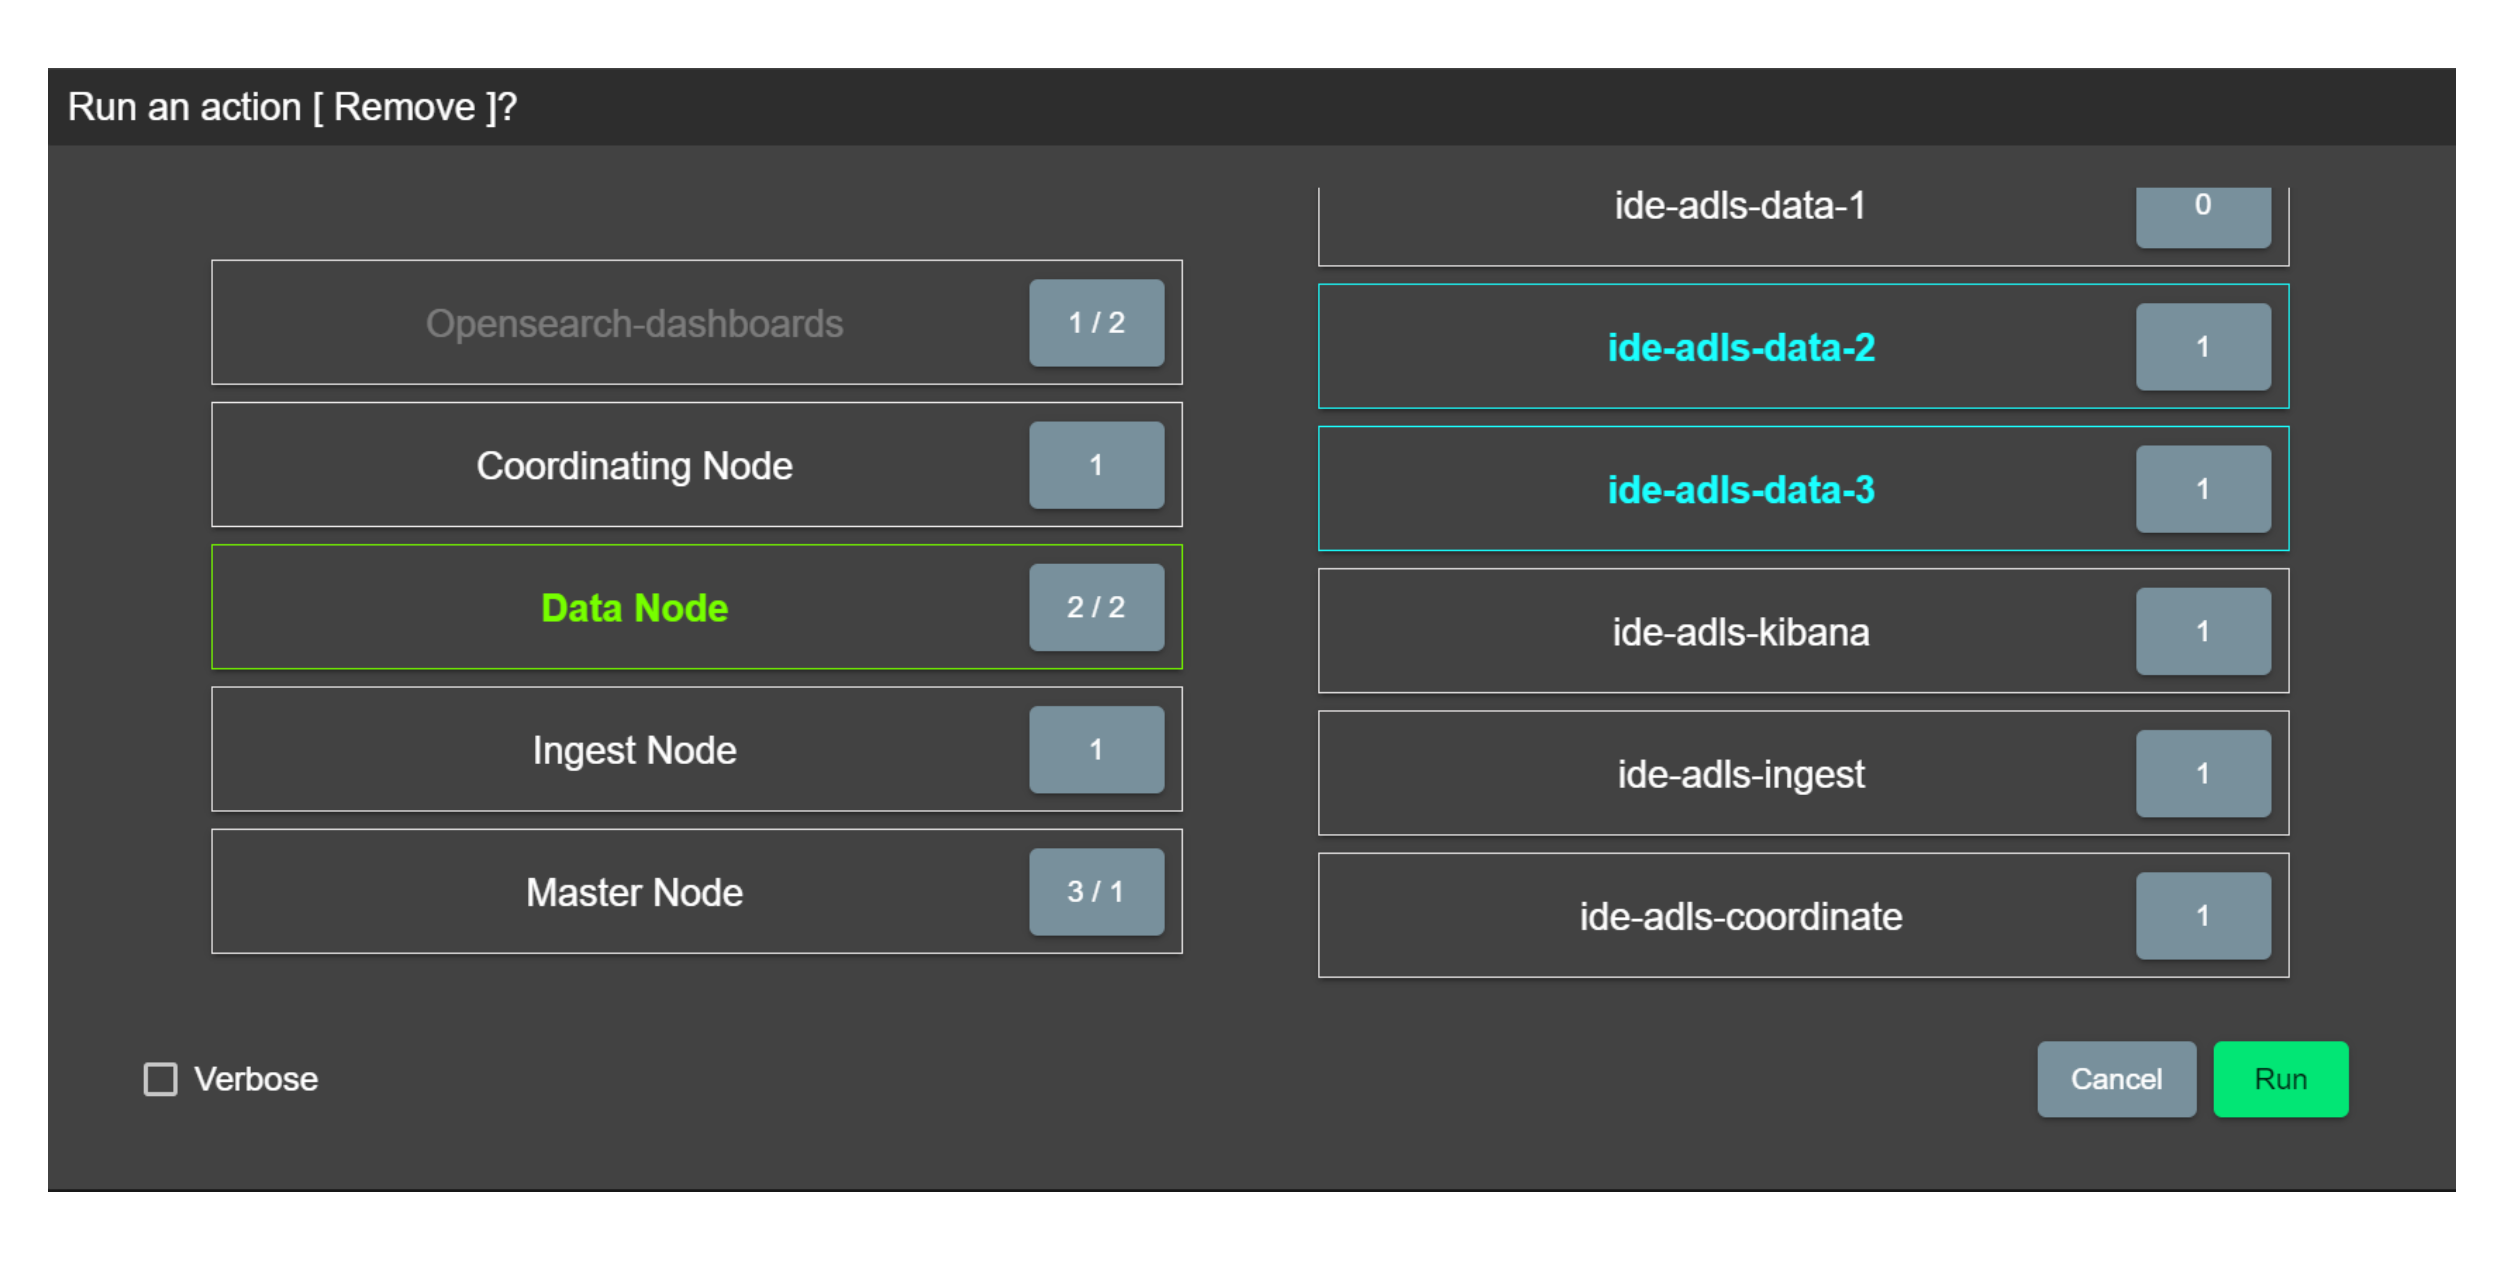 Run an action [ Remove ]?
Opensearch-dashboards 1 / 2
Coordinating Node 1
Data Node 2 / 2
Ingest Node 1
Master Node 3 / 1
ide-adls-data-1 0
ide-adls-data-2 1
ide-adls-data-3 1
ide-adls-kibana 1
ide-adls-ingest 1
ide-adls-coordinate 1
Verbose
Cancel Run